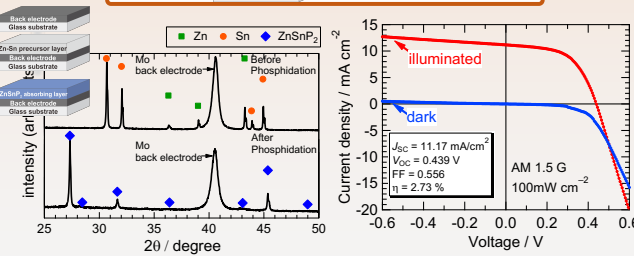 Back electrode
Glass substrate
Zn-Sn precursor layer
Back electrode
Glass substrate
ZnSnP2 absorbing layer
Back electrode
Glass substrate
Zn
Sn
ZnSnP2
Mo
back electrode
Before
Phosphidation
After
Phosphidation
Mo
back electrode
intensity (ar
25 30 35 40 45 50
2θ / degree
Current density / mA cm-2
15
10
5
0
-5
-10
-15
-20
illuminated
dark
JSC = 11.17 mA/cm2
VOC = 0.439 V
FF = 0.556
η = 2.73 %
AM 1.5 G
100mW cm−2
-0.6 -0.4 -0.2 0.0 0.2 0.4 0.6
Voltage / V